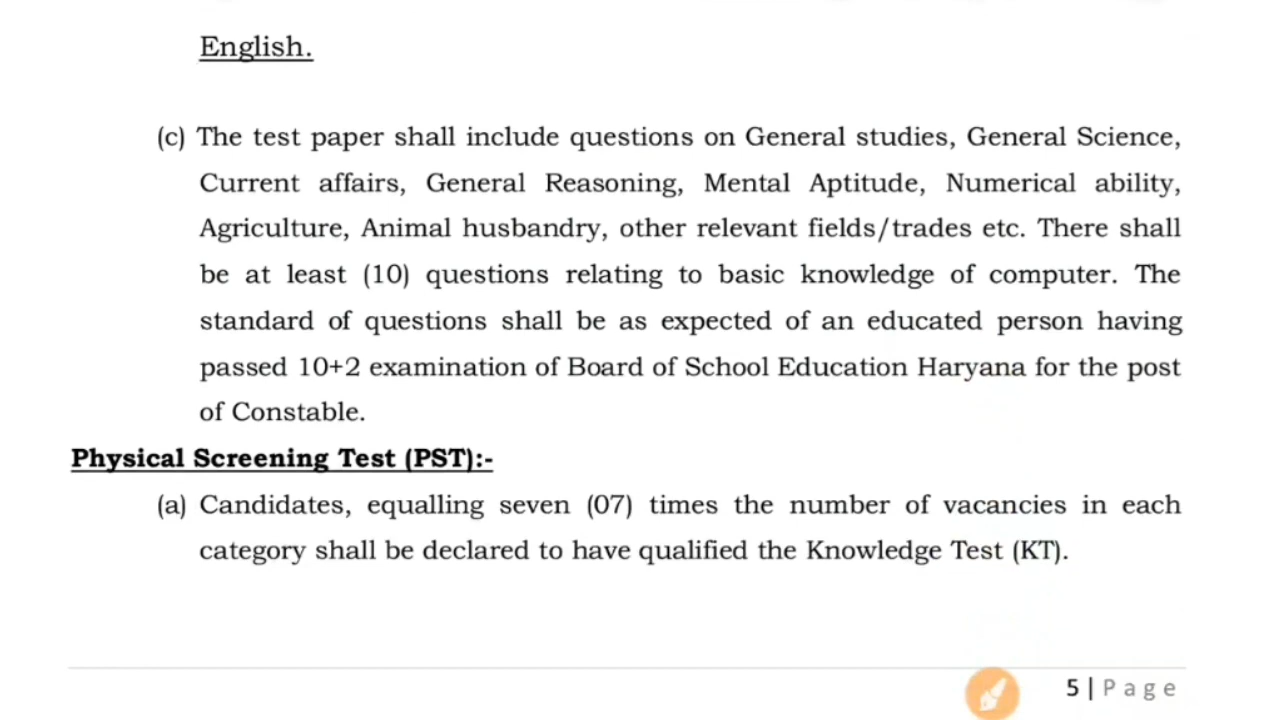 English.
(c) The test paper shall include questions on General studies, General Science,
Current affairs, General Reasoning, Mental Aptitude, Numerical ability,
Agriculture, Animal husbandry, other relevant fields/trades etc. There shall
be at least (10) questions relating to basic knowledge of computer. The
standard of questions shall be as expected of an educated person having
passed 10+2 examination of Board of School Education Haryana for the post
of Constable.
Physical Screening Test (PST):-
(a) Candidates, equalling seven (07) times the number of vacancies in each
category shall be declared to have qualified the Knowledge Test (KT).
5 | P a g e